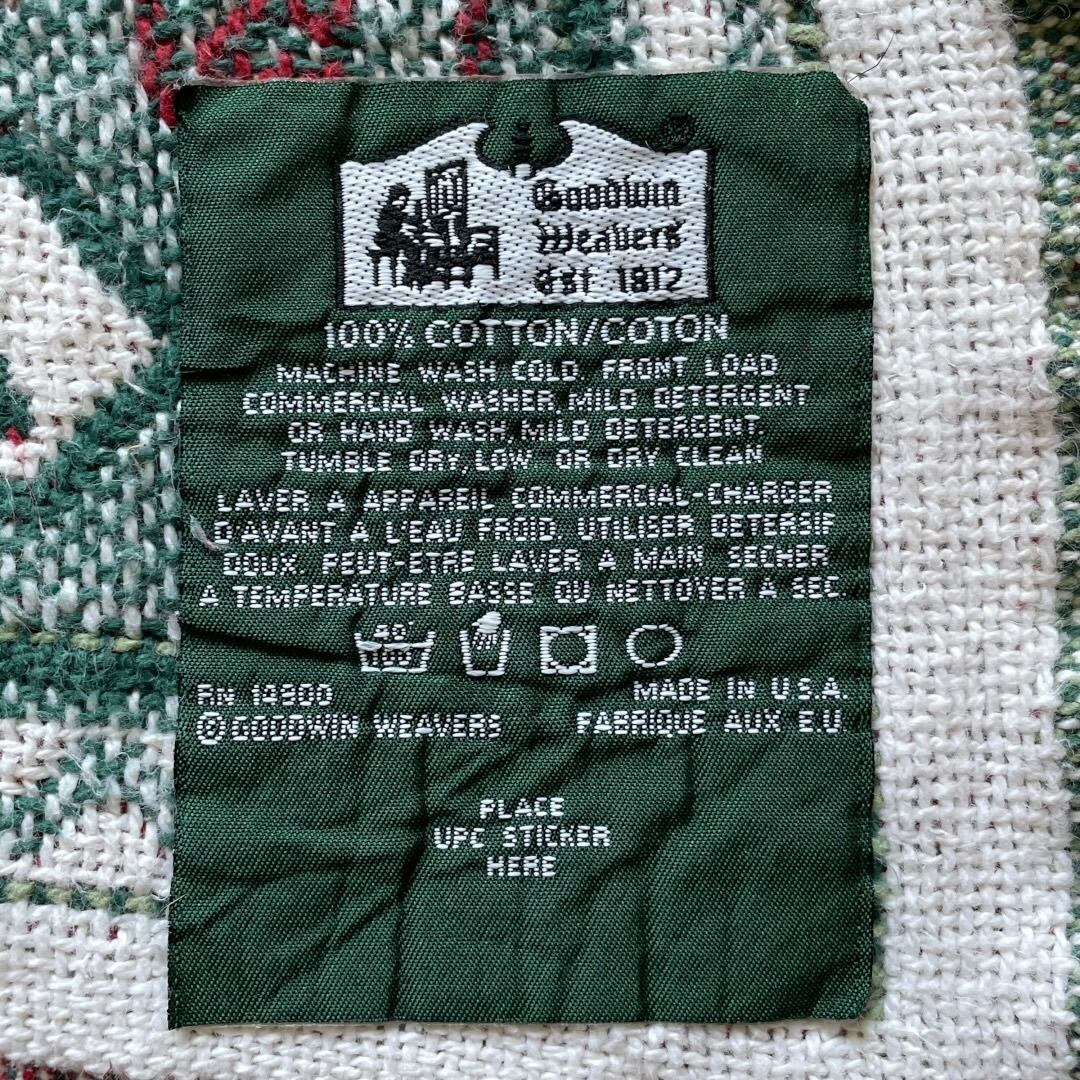 Goodwin
Weavers
est 1812
®
100% COTTON/COTON
MACHINE WASH COLD, FRONT LOAD
COMMERCIAL WASHER, MILD DETERGENT
OR HAND WASH, MILD DETERGENT,
TUMBLE DRY, LOW OR DRY CLEAN
LAVER A APPAREIL COMMERCIAL-CHARGER
D'AVANT A L'EAU FROID, UTILISER DETERSIF
DOUX. PEUT-ETRE LAVER A MAIN SECHER
A TEMPERATURE BASSE OU NETTOYER A SEC.
40°
MADE IN U.S.A.
©GOODWIN WEAVERS FABRIQUE AUX E.U
PLACE
UPC STICKER
HERE